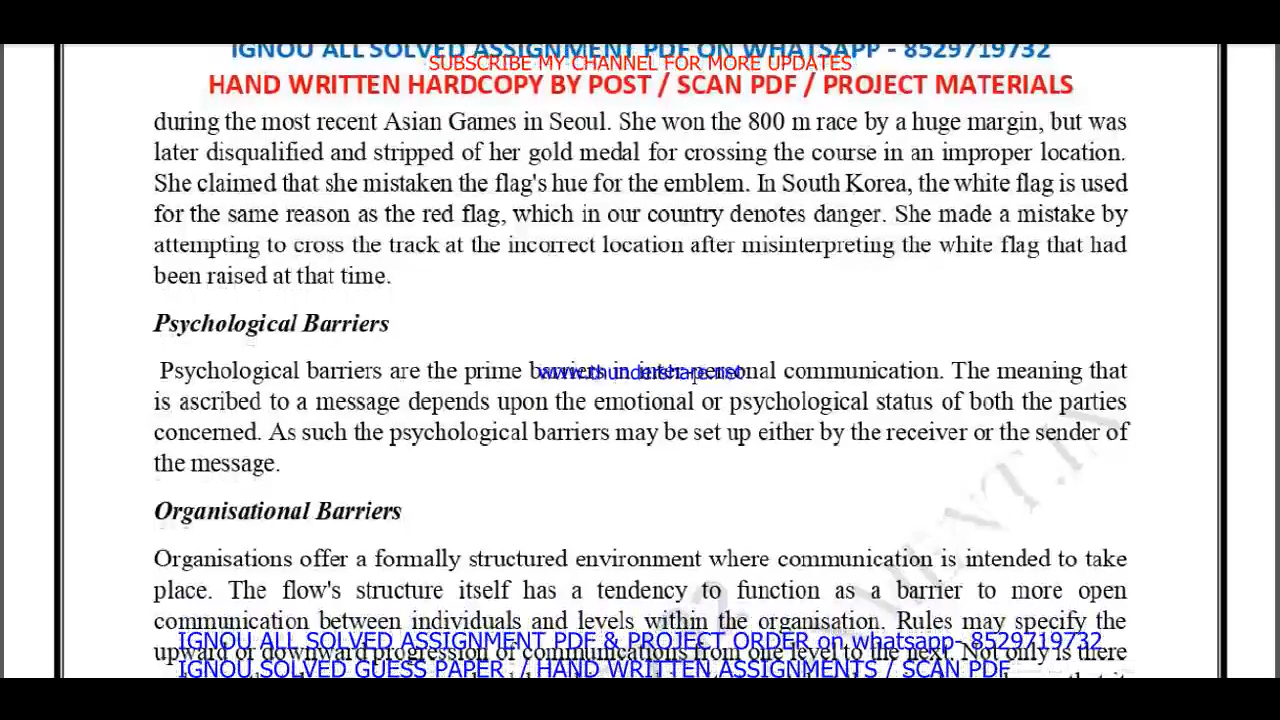 IGNOU ALL SOLVED ASSIGNMENT PDF ON WHATSAPP - 8529719732
SUBSCRIBE MY CHANNEL FOR MORE UPDATES
HAND WRITTEN HARDCOPY BY POST / SCAN PDF / PROJECT MATERIALS
during the most recent Asian Games in Seoul. She won the 800 m race by a huge margin, but was
later disqualified and stripped of her gold medal for crossing the course in an improper location.
She claimed that she mistaken the flag's hue for the emblem. In South Korea, the white flag is used
for the same reason as the red flag, which in our country denotes danger. She made a mistake by
attempting to cross the track at the incorrect location after misinterpreting the white flag that had
been raised at that time.
Psychological Barriers
Psychological barriers are the prime barriers in inter-personal communication. The meaning that
www.thundershare.net
is ascribed to a message depends upon the emotional or psychological status of both the parties
concerned. As such the psychological barriers may be set up either by the receiver or the sender of
the message.
Organisational Barriers
Organisations offer a formally structured environment where communication is intended to take
place. The flow's structure itself has a tendency to function as a barrier to more open
communication between individuals and levels within the organisation. Rules may specify the
IGNOU ALL SOLVED ASSIGNMENT PDF & PROJECT ORDER on whatsapp- 8529719732
upward or downward progression of communications from one level to the next. Not only is there
IGNOU SOLVED GUESS PAPER / HAND WRITTEN ASSIGNMENTS / SCAN PDF